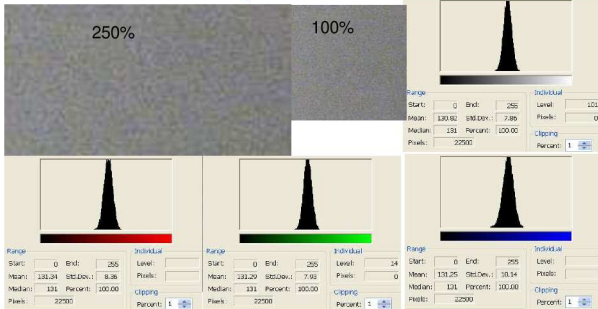 250%
100%
Range
Individual
Start: 0 End: 255 Level: 101
Mean: 130.82 Std.Dev.: 7.86 Pixels: 0
Median: 131 Percent: 100.00 Clipping
Pixels: 22500 Percent: 1
Range Individual
Start: 0 End: 255 Level:
Mean: 131.34 Std.Dev.: 8.36 Pixels:
Median: 131 Percent: 100.00 Clipping
Pixels: 22500 Percent: 1
Range Individual
Start: 0 End: 255 Level: 14
Mean: 131.29 Std.Dev.: 7.93 Pixels: 0
Median: 131 Percent: 100.00 Clipping
Pixels: 22500 Percent: 1
Range Individual
Start: 0 End: 255 Level:
Mean: 131.25 Std.Dev.: 10.14 Pixels:
Median: 131 Percent: 100.00 Clipping
Pixels: 22500 Percent: 1